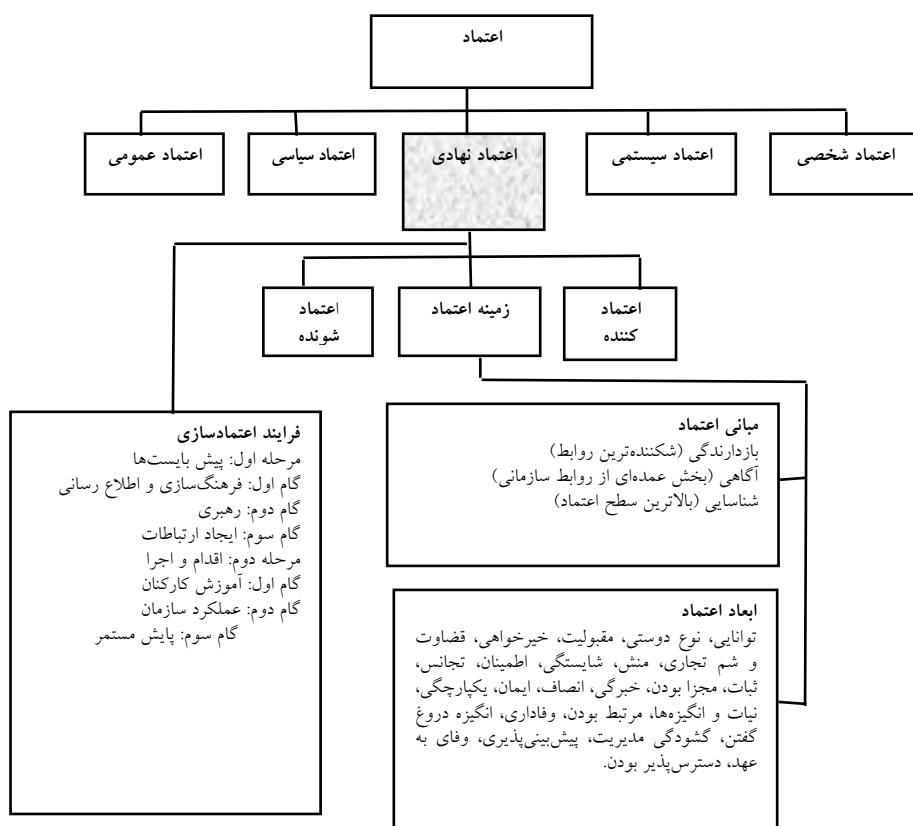 اعتماد
اعتماد شخصی
اعتماد سیستمی
اعتماد نهادی
اعتماد سیاسی
اعتماد عمومی
اعتماد
کننده
زمینه اعتماد
اعتماد
شونده
مبانی اعتماد
بازدارندگی (شکننده‌ترین روابط)
آگاهی (بخش عمده‌ای از روابط سازمانی)
شناسایی (بالاترین سطح اعتماد)
ابعاد اعتماد
توانایی، نوع دوستی، مقبولیت، خیرخواهی، قضاوت
و شم تجاری، منش، شایستگی، اطمینان، تجانس،
ثبات، مجزا بودن، خبرگی، انصاف، ایمان، یکپارچگی،
نیات و انگیزه‌ها، مرتبط بودن، وفاداری، انگیزه دروغ
گفتن، گشودگی مدیریت، پیش‌بینی‌پذیری، وفای به
عهد، دسترس‌پذیر بودن.
فرایند اعتمادسازی
مرحله اول: پیش بایست‌ها
گام اول: فرهنگ‌سازی و اطلاع رسانی
گام دوم: رهبری
گام سوم: ایجاد ارتباطات
مرحله دوم: اقدام و اجرا
گام اول: آموزش کارکنان
گام دوم: عملکرد سازمان
گام سوم: پایش مستمر